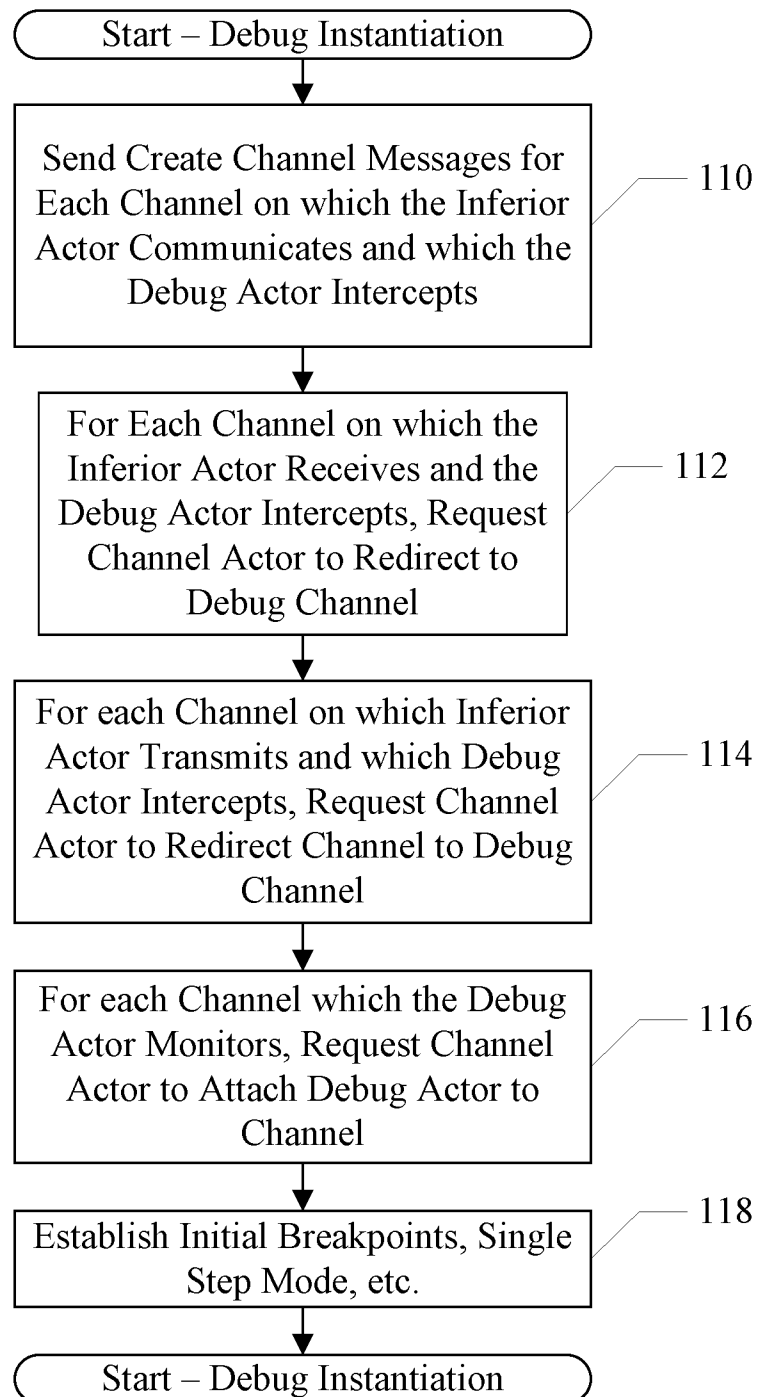 Start – Debug Instantiation
Send Create Channel Messages for
Each Channel on which the Inferior
Actor Communicates and which the
Debug Actor Intercepts
110
For Each Channel on which the
Inferior Actor Receives and the
Debug Actor Intercepts, Request
Channel Actor to Redirect to
Debug Channel
112
For each Channel on which Inferior
Actor Transmits and which Debug
Actor Intercepts, Request Channel
Actor to Redirect Channel to Debug
Channel
114
For each Channel which the Debug
Actor Monitors, Request Channel
Actor to Attach Debug Actor to
Channel
116
Establish Initial Breakpoints, Single
Step Mode, etc.
118
Start – Debug Instantiation